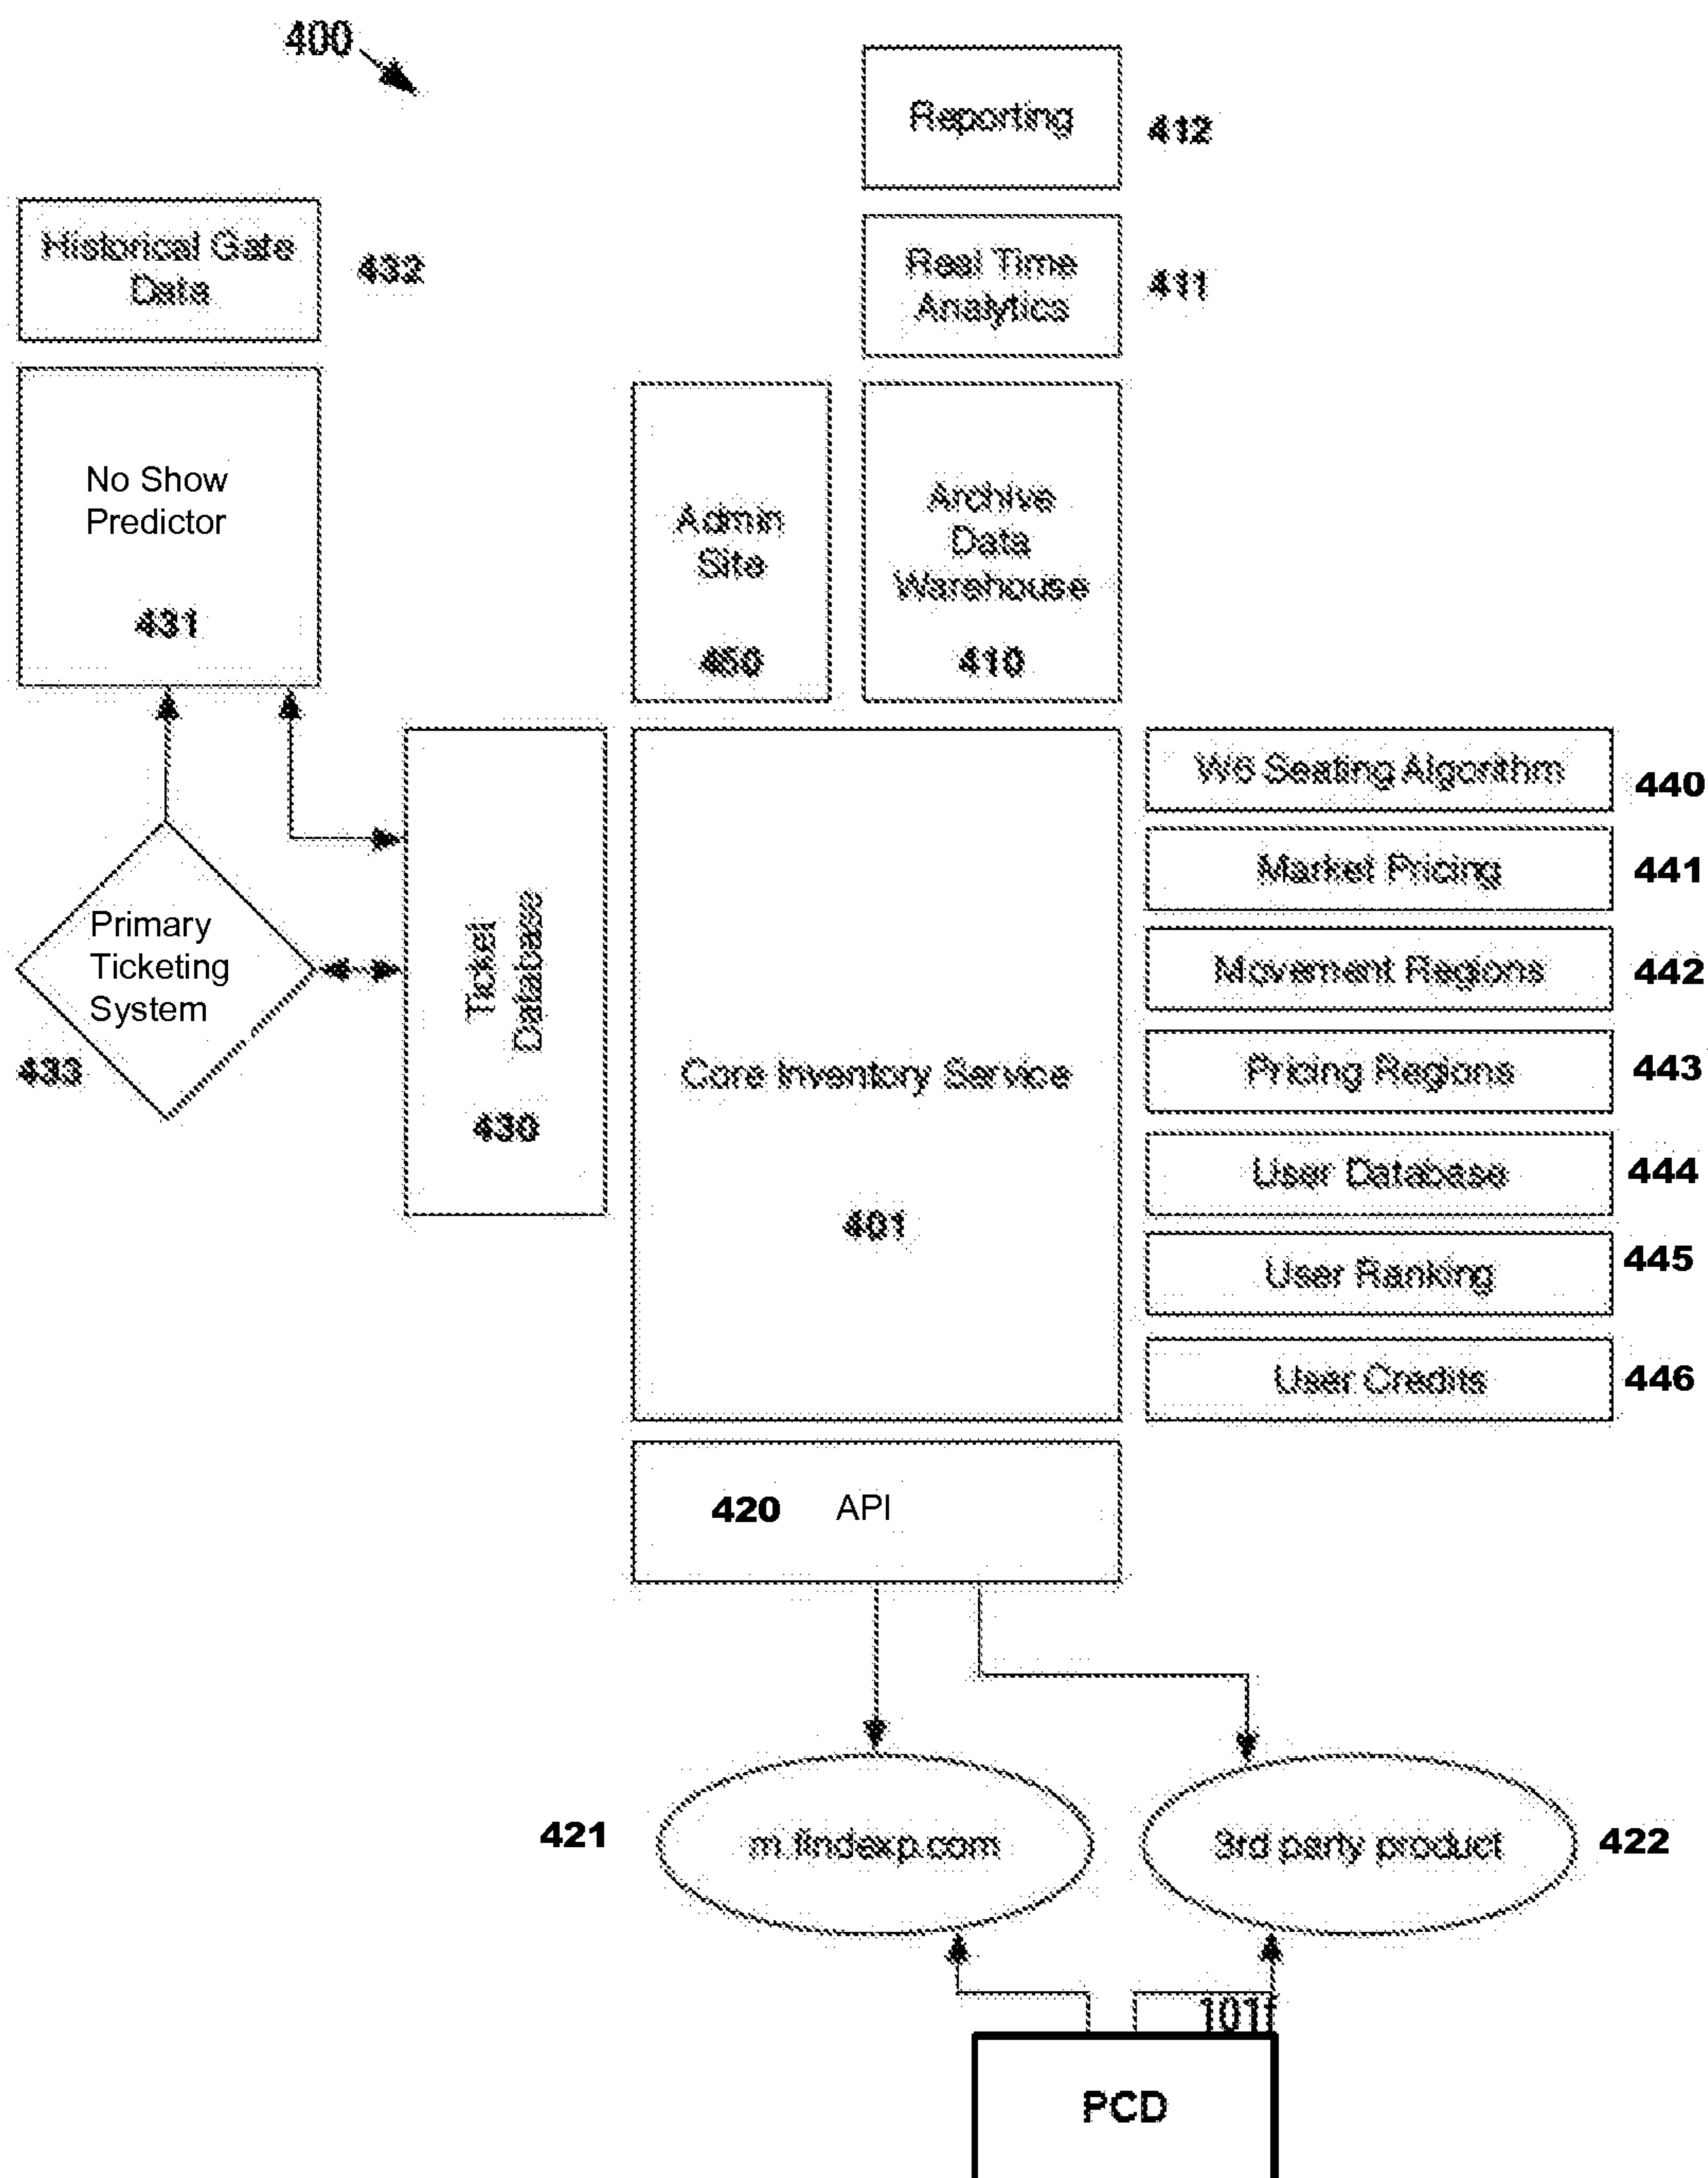 400
Reporting
412
Historical Gate
Data
432
Real Time
Analytics
411
No Show
Predictor
431
Admin
Site
450
Archive
Data
Warehouse
410
W6 Seating Algorithm
440
Market Pricing
441
Primary
Ticketing
System
433
Ticket
Database
430
Movement Regions
442
Core Inventory Service
401
Pricing Regions
443
User Database
444
User Ranking
445
User Credits
446
420
API
421
m.findexp.com
3rd party product
422
101f
PCD